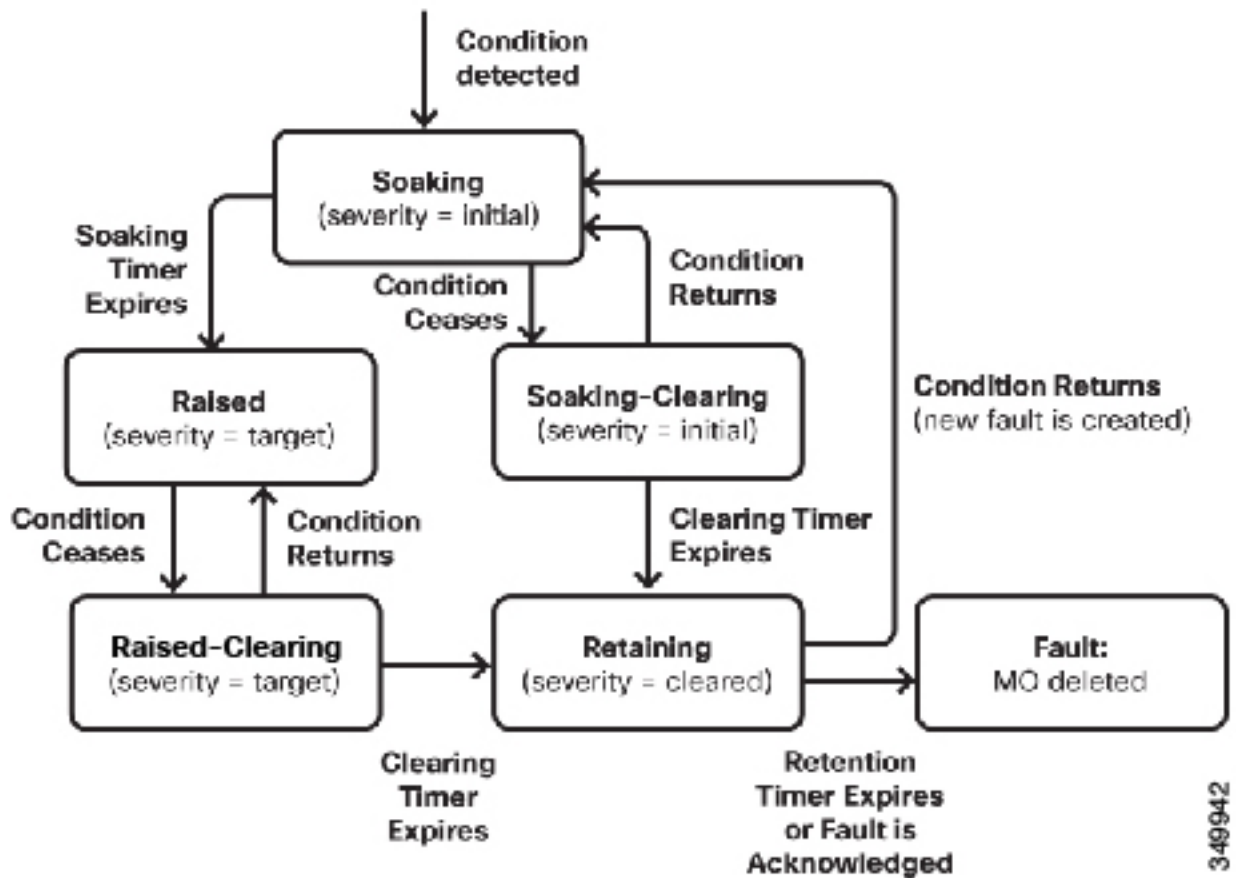 Condition
detected
Soaking
(severity = initial)
Soaking
Timer
Expires
Condition
Ceases
Condition
Returns
Raised
(severity = target)
Soaking-Clearing
(severity = initial)
Condition Returns
(new fault is created)
Condition
Ceases
Condition
Returns
Clearing Timer
Expires
Raised-Clearing
(severity = target)
Retaining
(severity = cleared)
Fault:
MO deleted
Clearing
Timer
Expires
Retention
Timer Expires
or Fault is
Acknowledged
349942